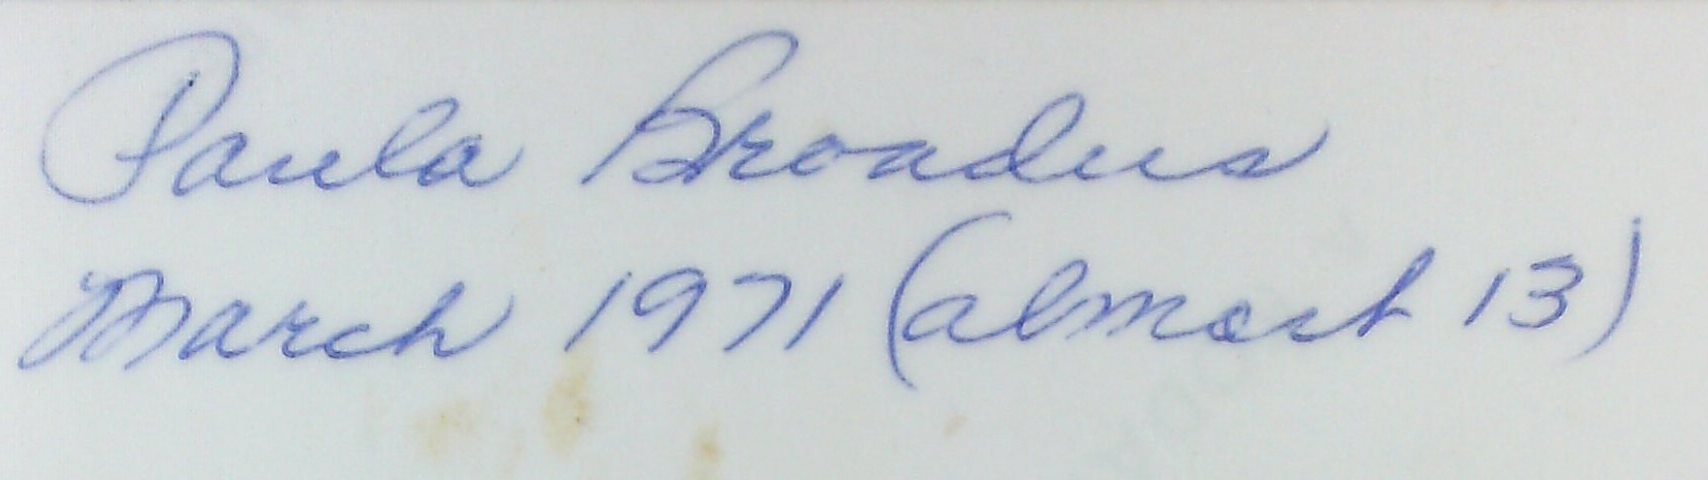 Paula Broadus
March 1971 (almost 13)